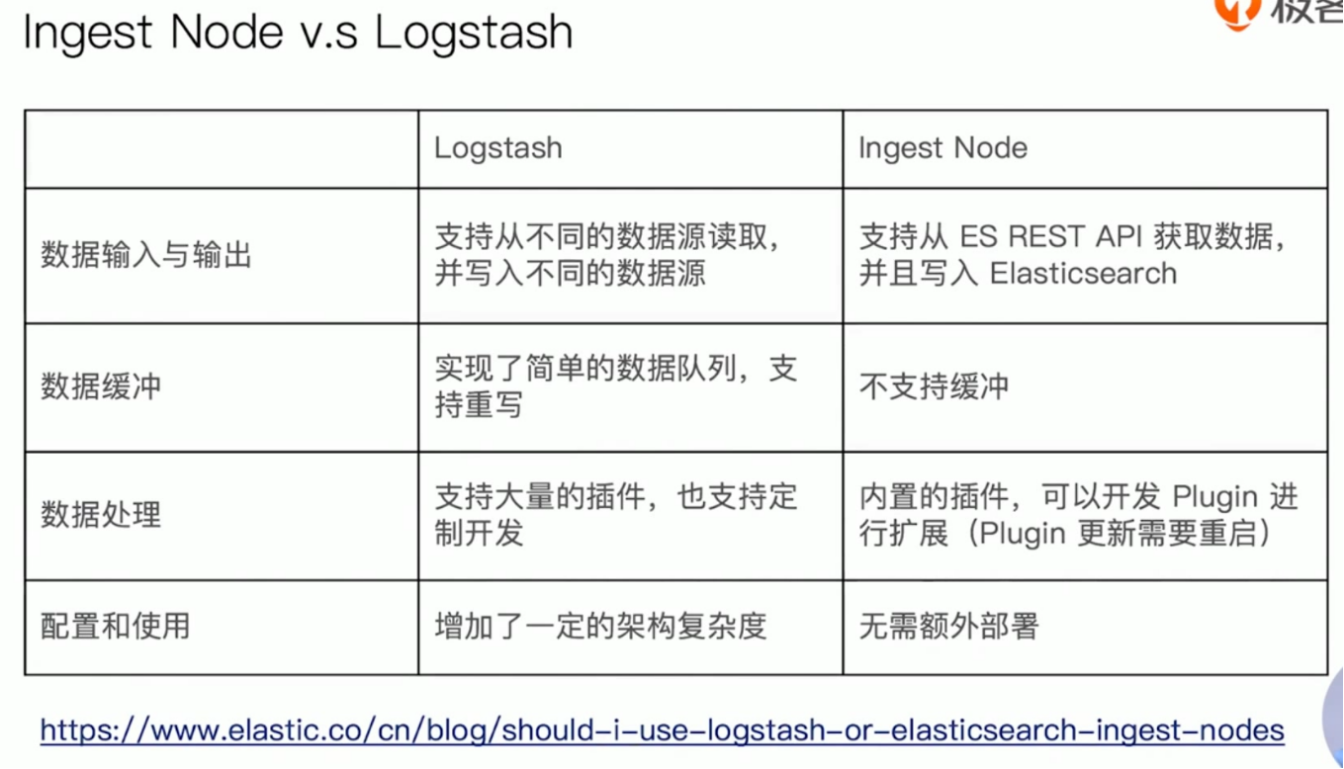 Ingest Node v.s Logstash
极客
Logstash
Ingest Node
数据输入与输出
支持从不同的数据源读取，
并写入不同的数据源
支持从 ES REST API 获取数据，
并且写入 Elasticsearch
数据缓冲
实现了简单的数据队列，支
持重写
不支持缓冲
数据处理
支持大量的插件，也支持定
制开发
内置的插件，可以开发 Plugin 进
行扩展（Plugin 更新需要重启）
配置和使用
增加了一定的架构复杂度
无需额外部署
https://www.elastic.co/cn/blog/should-i-use-logstash-or-elasticsearch-ingest-nodes